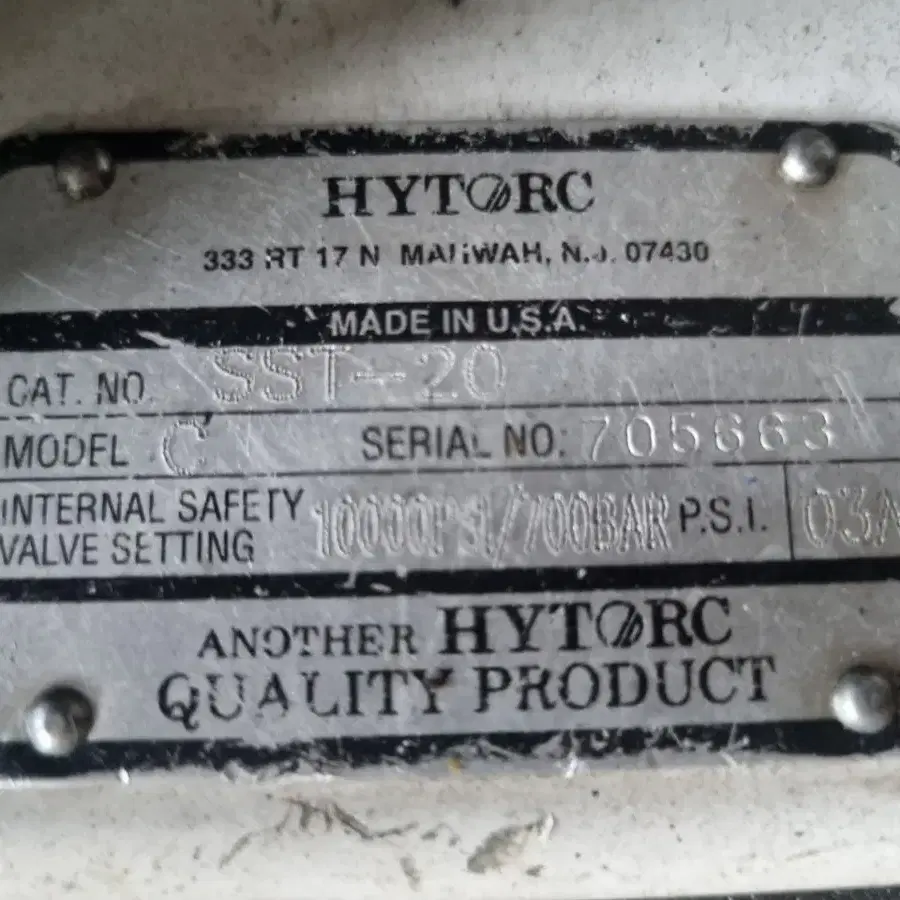 HYTORC
333 RT 17 N MAHWAH, N.J. 07430
MADE IN U.S.A.
CAT. NO. SST-20
MODEL C SERIAL NO: 705663
INTERNAL SAFETY VALVE SETTING 10000PSI/700BAR P.S.I.
ANOTHER HYTORC
QUALITY PRODUCT